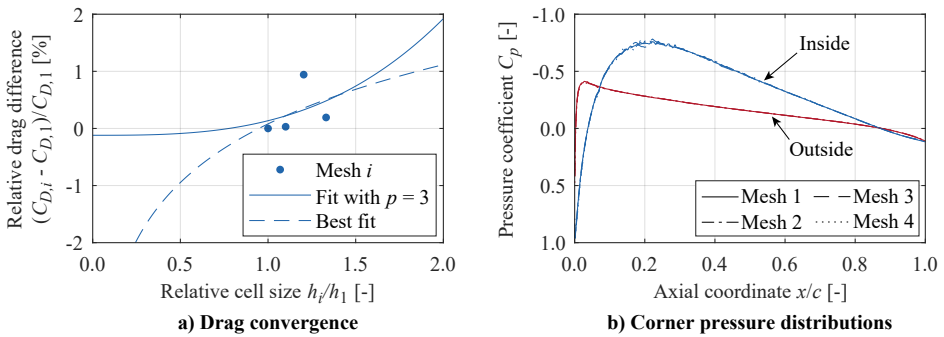 2
1
0
-1
-2
0.0
0.5
1.0
1.5
2.0
Relative drag difference
(C_{D,i} - C_{D,1})/C_{D,1} [%]
Relative cell size h_i/h_1 [-]
Mesh i
Fit with p = 3
Best fit
a) Drag convergence
-1.0
-0.5
0.0
0.5
1.0
0.0
0.2
0.4
0.6
0.8
1.0
Pressure coefficient C_p [-]
Axial coordinate x/c [-]
Inside
Outside
Mesh 1
Mesh 2
Mesh 3
Mesh 4
b) Corner pressure distributions